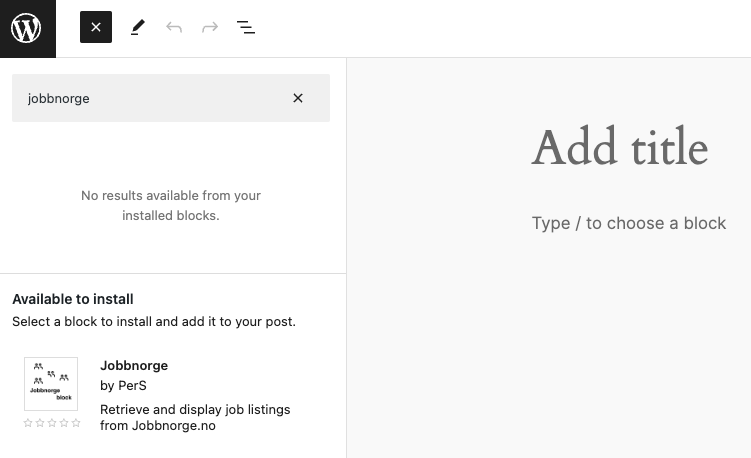 jobbnorge
No results available from your
installed blocks.
Available to install
Select a block to install and add it to your post.
Jobbnorge
block
Jobbnorge
by PerS
Retrieve and display job listings
from Jobbnorge.no
Add title
Type / to choose a block